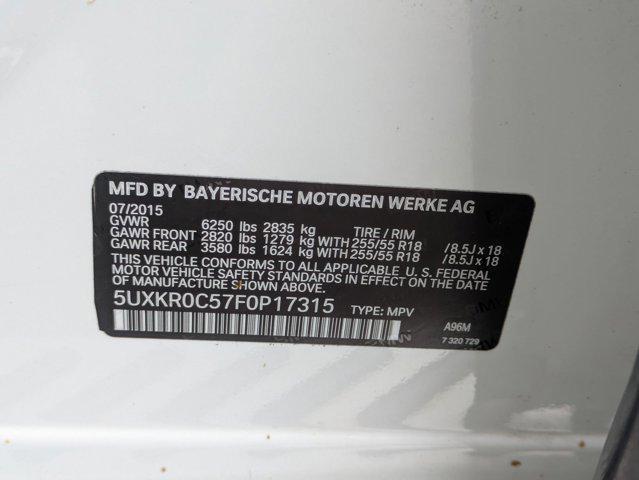 MFD BY BAYERISCHE MOTOREN WERKE AG
07/2015
GVWR 6250 lbs 2835 kg TIRE / RIM
GAWR FRONT 2820 lbs 1279 kg WITH 255/55 R18 /8.5J x 18
GAWR REAR 3580 lbs 1624 kg WITH 255/55 R18 /8.5J x 18
THIS VEHICLE CONFORMS TO ALL APPLICABLE U.S. FEDERAL
MOTOR VEHICLE SAFETY STANDARDS IN EFFECT ON THE DATE
OF MANUFACTURE SHOWN ABOVE.
5UXKR0C57F0P17315 TYPE: MPV
A96M
7 320 729